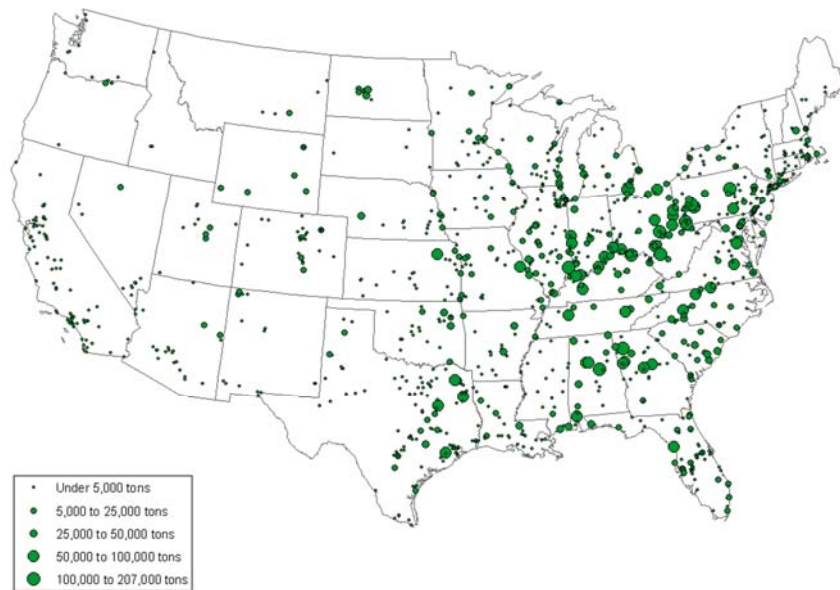 Under 5,000 tons
5,000 to 25,000 tons
25,000 to 50,000 tons
50,000 to 100,000 tons
100,000 to 207,000 tons